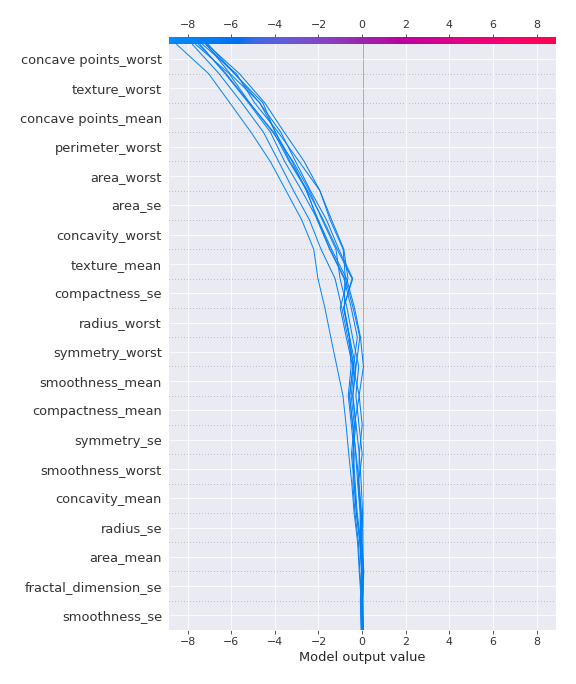 −8 −6 −4 −2 0 2 4 6 8
concave points_worst
texture_worst
concave points_mean
perimeter_worst
area_worst
area_se
concavity_worst
texture_mean
compactness_se
radius_worst
symmetry_worst
smoothness_mean
compactness_mean
symmetry_se
smoothness_worst
concavity_mean
radius_se
area_mean
fractal_dimension_se
smoothness_se
−8 −6 −4 −2 0 2 4 6 8
Model output value